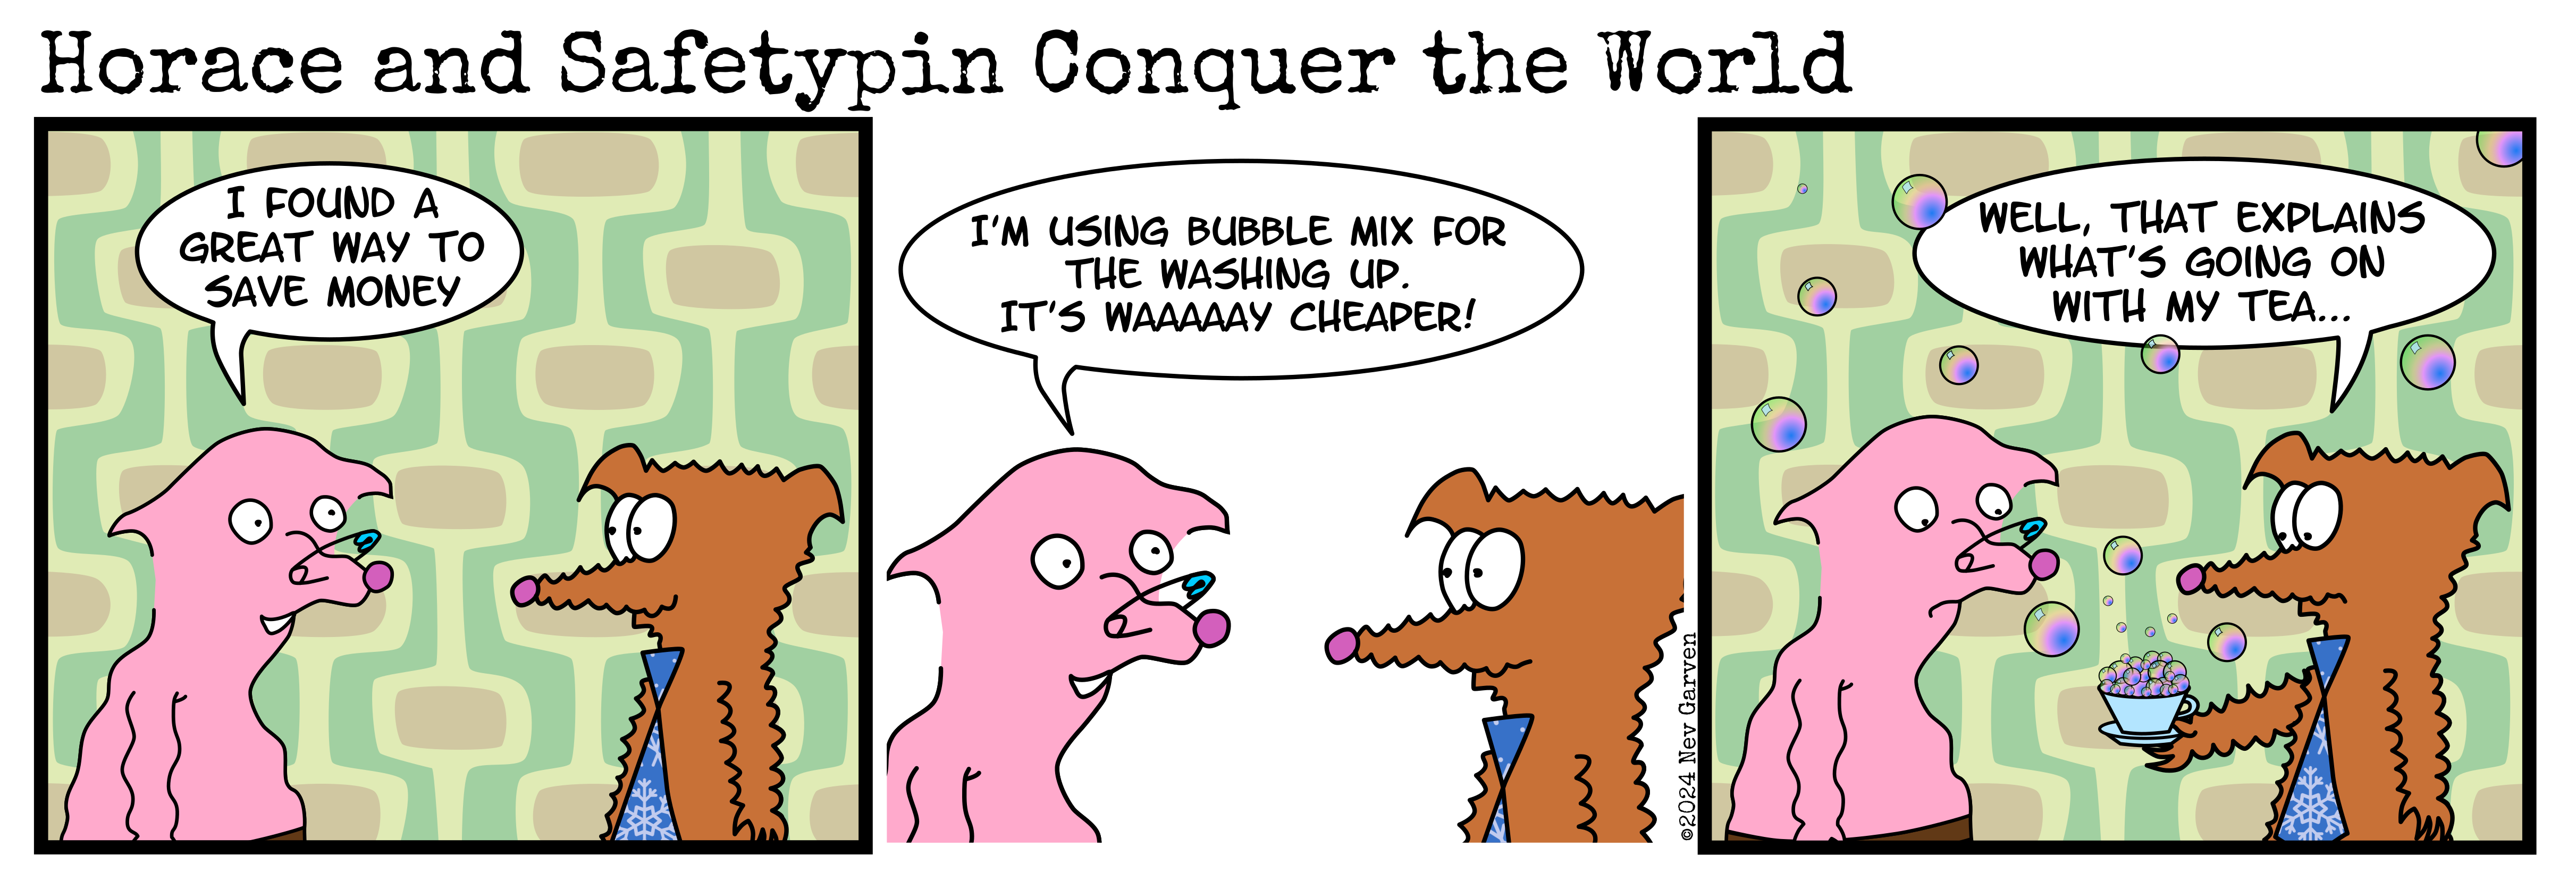 Horace and Safetypin Conquer the World
I FOUND A
GREAT WAY TO
SAVE MONEY
I'M USING BUBBLE MIX FOR
THE WASHING UP.
IT'S WAAAAAY CHEAPER!
©2024 Nev Garven
WELL, THAT EXPLAINS
WHAT'S GOING ON
WITH MY TEA...